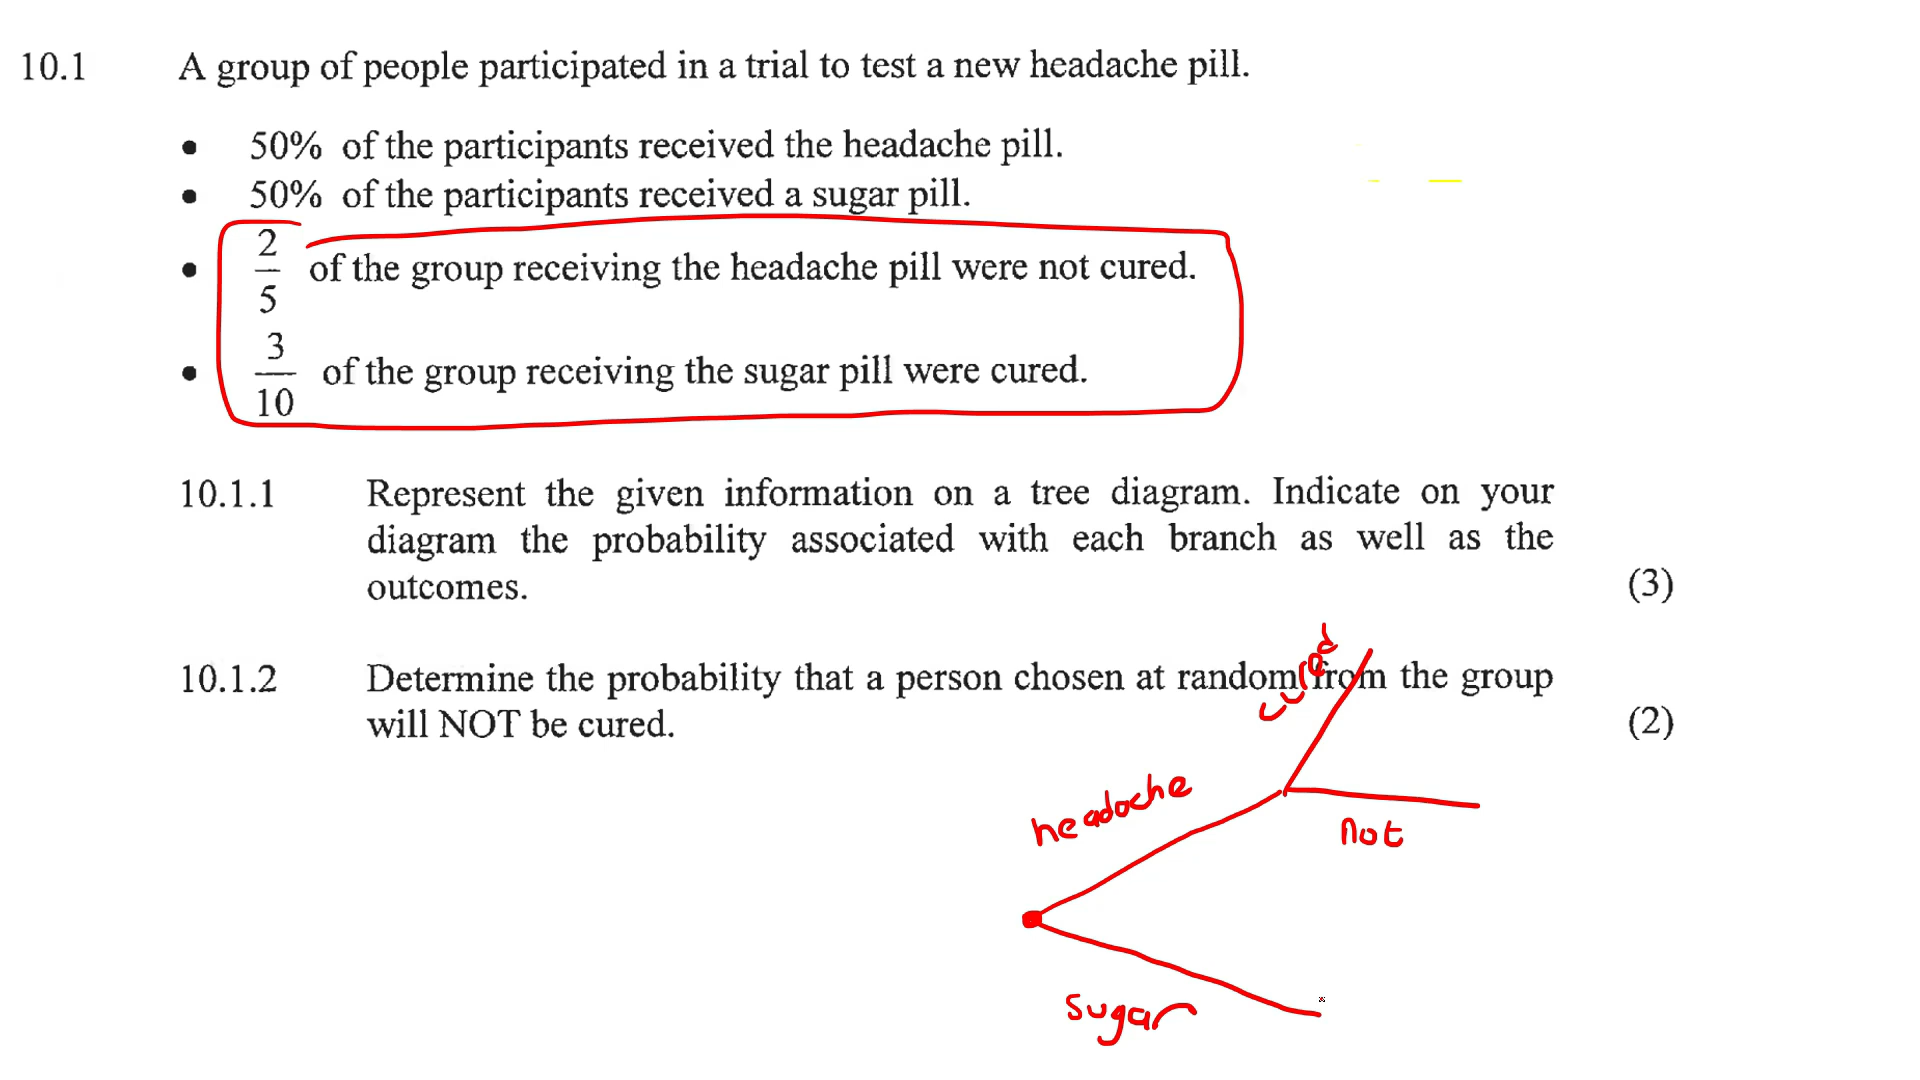 10.1 A group of people participated in a trial to test a new headache pill.
• 50% of the participants received the headache pill.
• 50% of the participants received a sugar pill.
• 2/5 of the group receiving the headache pill were not cured.
• 3/10 of the group receiving the sugar pill were cured.
10.1.1 Represent the given information on a tree diagram. Indicate on your
diagram the probability associated with each branch as well as the
outcomes. (3)
10.1.2 Determine the probability that a person chosen at random from the group
will NOT be cured. (2)
cured
headache
not
sugar